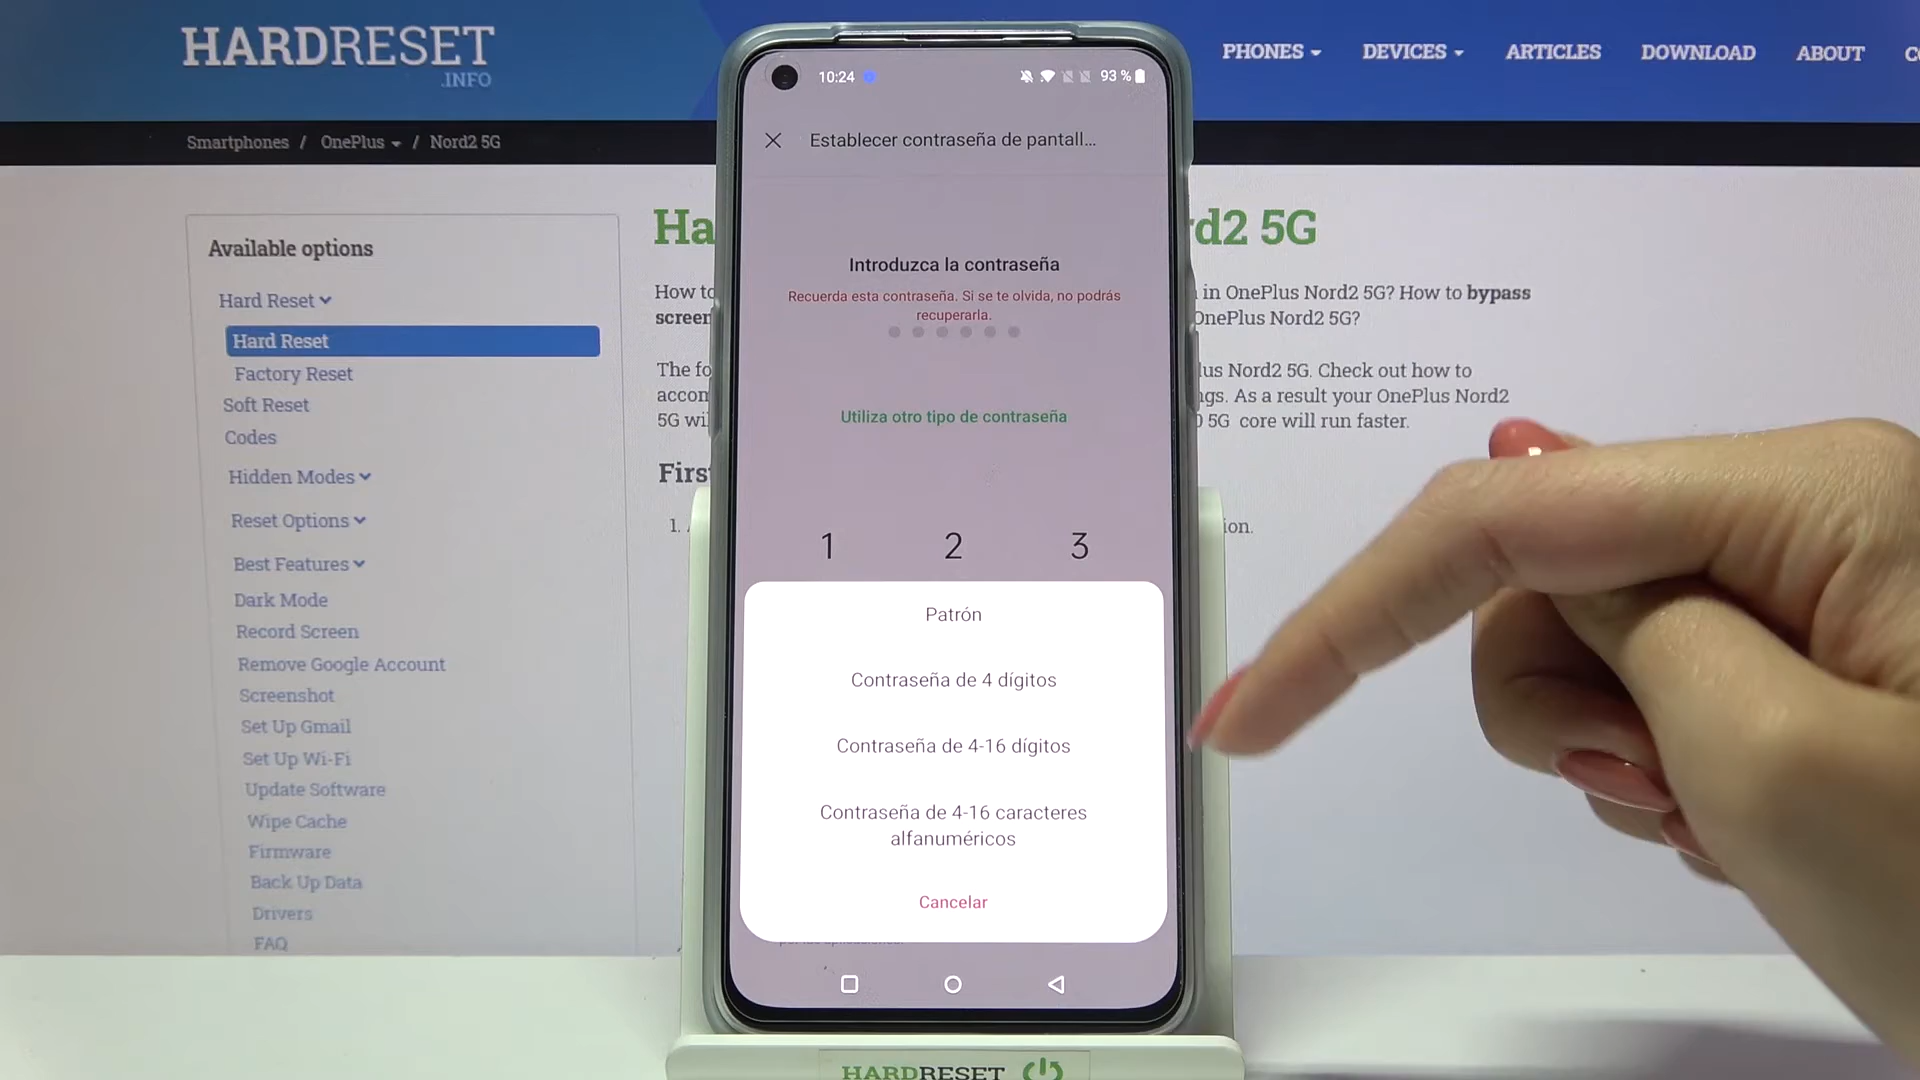 HARDRESET
.INFO
PHONES
DEVICES
ARTICLES
DOWNLOAD
ABOUT
Smartphones / OnePlus / Nord2 5G
Available options
Hard Reset
Hard Reset
Factory Reset
Soft Reset
Codes
Hidden Modes
Reset Options
Best Features
Dark Mode
Record Screen
Remove Google Account
Screenshot
Set Up Gmail
Set Up Wi-Fi
Update Software
Wipe Cache
Firmware
Back Up Data
Drivers
FAQ
5G
How to
in OnePlus Nord2 5G? How to bypass
OnePlus Nord2 5G?
Nord2 5G. Check out how to
As a result your OnePlus Nord2
5G core will run faster.
1.
10:24
93 %
Establecer contraseña de pantall...
Introduzca la contraseña
Recuerda esta contraseña. Si se te olvida, no podrás
recuperarla.
Utiliza otro tipo de contraseña
1 2 3
Patrón
Contraseña de 4 dígitos
Contraseña de 4-16 dígitos
Contraseña de 4-16 caracteres
alfanuméricos
Cancelar
HARDRESET